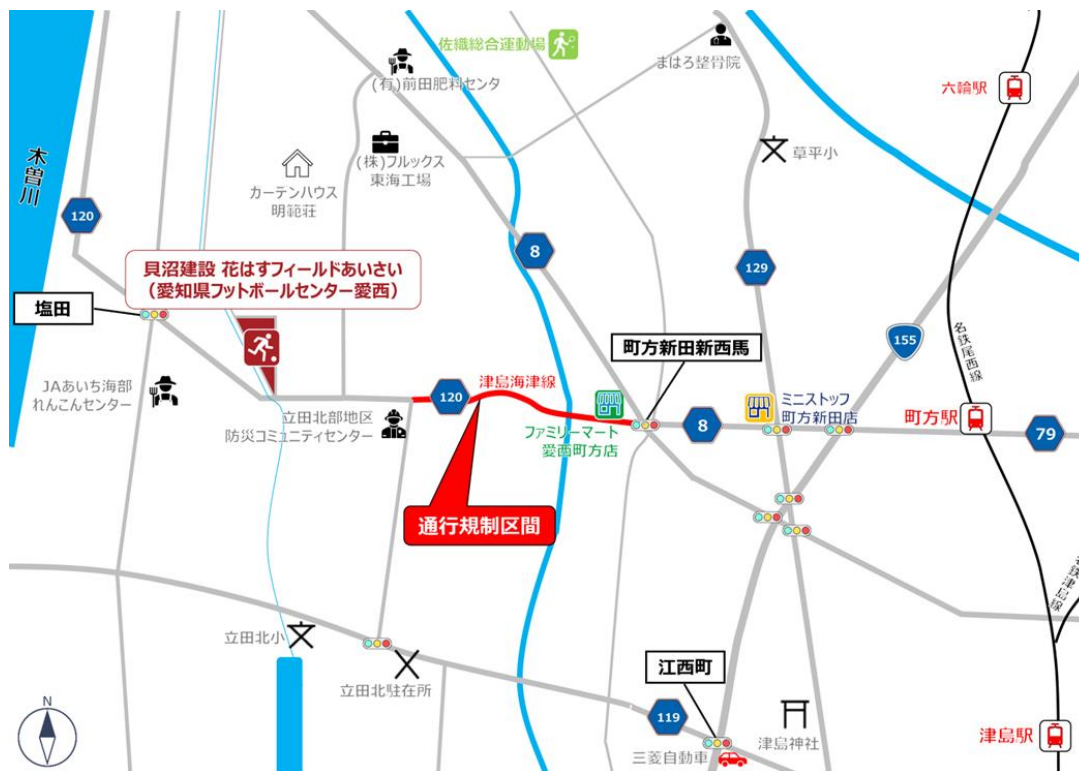 佐織総合運動場
まはろ整骨院
六輪駅
(有)前田肥料センタ
木曽川
(株)フルックス
東海工場
草平小
カーテンハウス
明範荘
120
8
129
貝沼建設 花はすフィールドあいさい
（愛知県フットボールセンター愛西）
塩田
155
名鉄尾西線
町方新田新西馬
JAあいち海部
れんこんセンター
立田北部地区
防災コミュニティセンター
120
津島海津線
ファミリーマート
愛西町方店
8
ミニストッフ
町方新田店
町方駅
79
通行規制区間
名鉄津島線
立田北小
立田北駐在所
江西町
119
三菱自動車
津島神社
津島駅
N